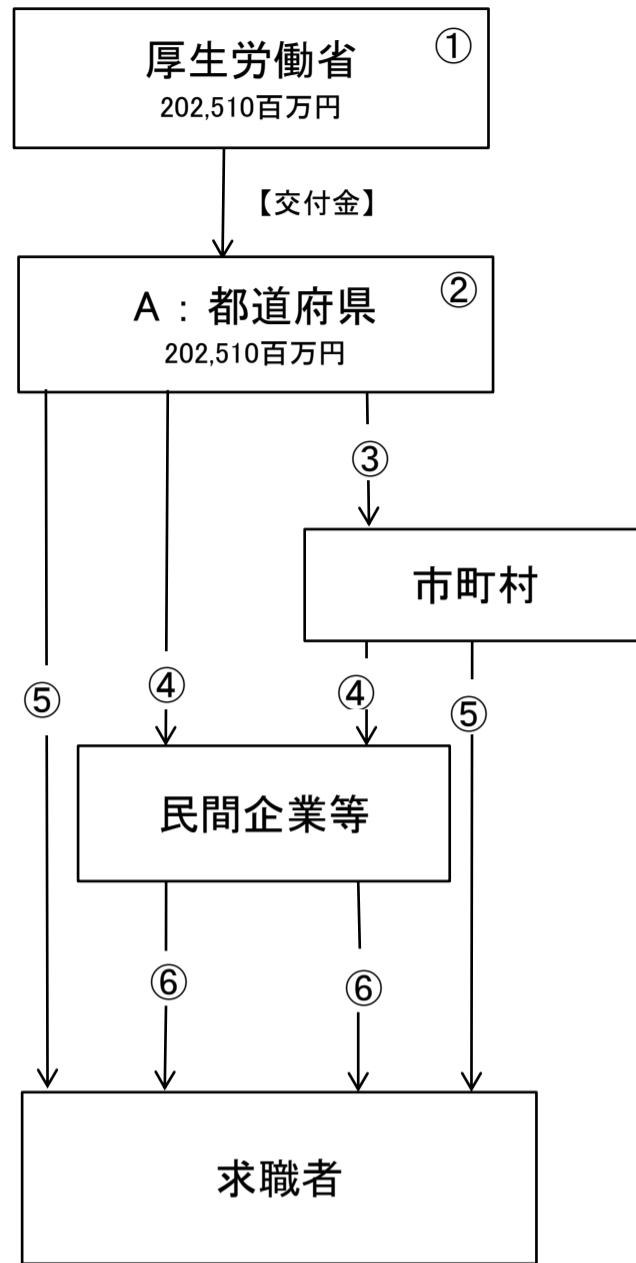 厚生労働省
①
202,510百万円
【交付金】
A：都道府県
②
202,510百万円
③
市町村
⑤
④
④
⑤
民間企業等
⑥
⑥
求職者